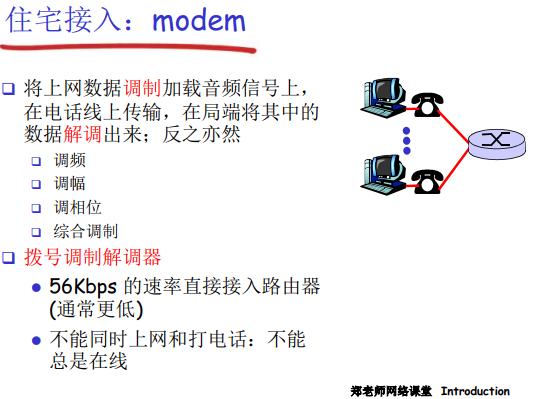 住宅接入：modem
将上网数据调制加载音频信号上，
在电话线上传输，在局端将其中的
数据解调出来；反之亦然
调频
调幅
调相位
综合调制
拨号调制解调器
56Kbps 的速率直接接入路由器
(通常更低)
不能同时上网和打电话：不能
总是在线
郑老师网络课堂 Introduction